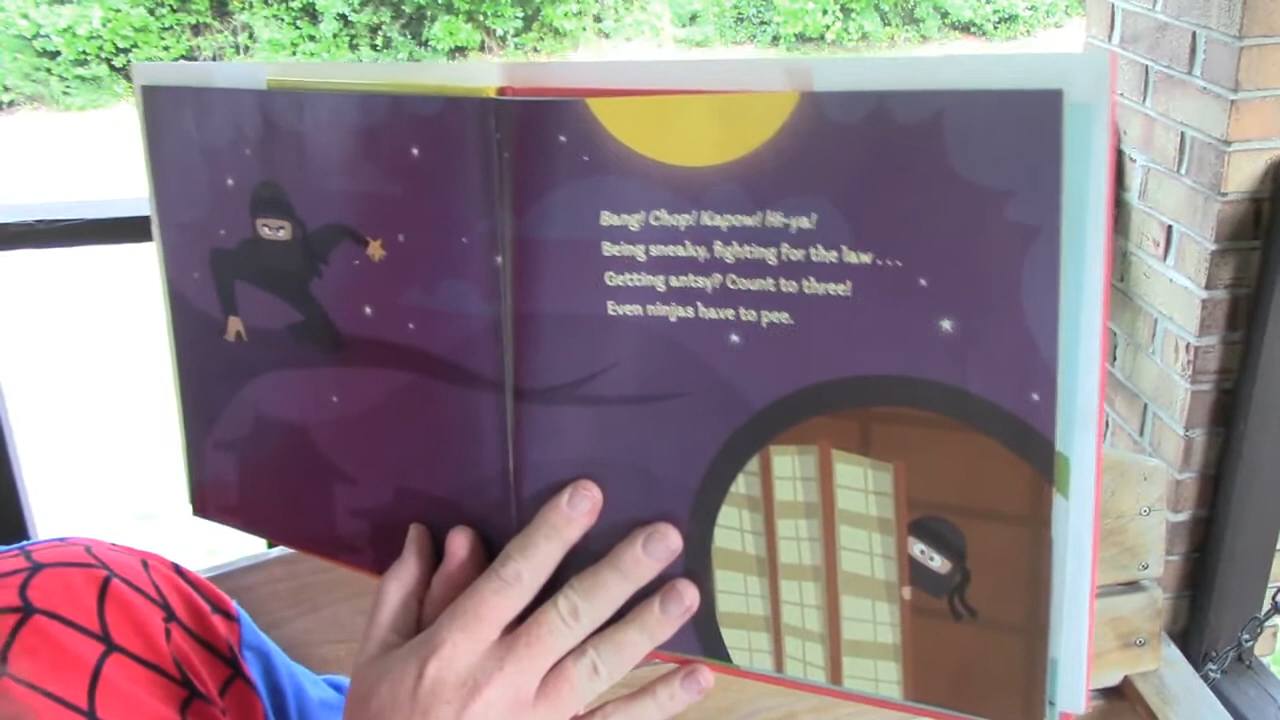 Bang! Chop! Kapow! Hi-ya!
Being sneaky, fighting for the law...
Getting antsy? Count to three!
Even ninjas have to pee.